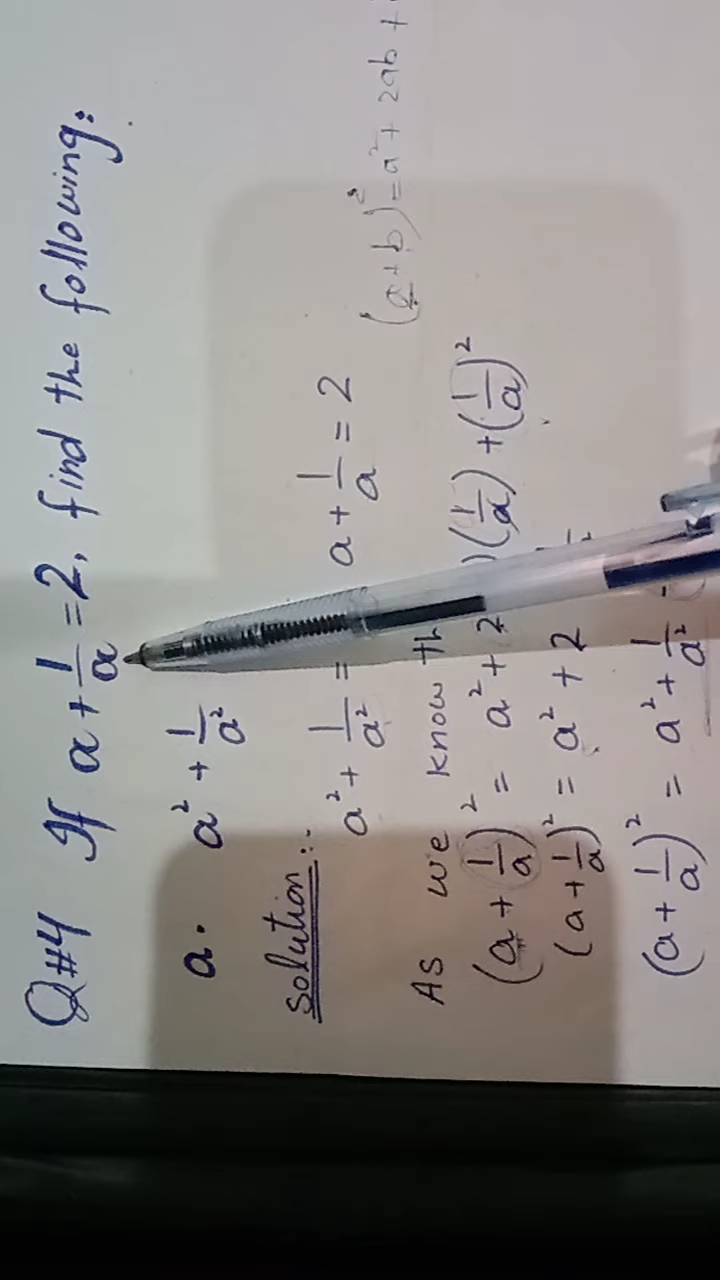 Q#4 If a + 1/a = 2, find the following:
a. a² + 1/a²
Solution:-
a² + 1/a² = a + 1/a = 2
(a+b)² = a² + 2ab +
As we know
(a + 1/a)² = a² + 2 (1/a) + (1/a)²
(a + 1/a)² = a² + 2
(a + 1/a)² = a² + 1/a²